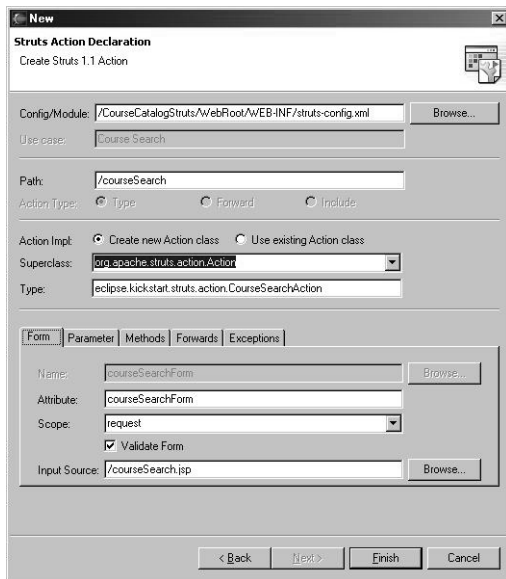 New
Struts Action Declaration
Create Struts 1.1 Action
Config/Module: /CourseCatalogStruts/WebRoot/WEB-INF/struts-config.xml Browse...
Use case: Course Search
Path: /courseSearch
Action Type: Type Forward Include
Action Impl: Create new Action class Use existing Action class
Superclass: org.apache.struts.action.Action
Type: eclipse.kickstart.struts.action.CourseSearchAction
Form Parameter Methods Forwards Exceptions
Name: courseSearchForm Browse...
Attribute: courseSearchForm
Scope: request
Validate Form
Input Source: /courseSearch.jsp Browse...
< Back Next > Finish Cancel